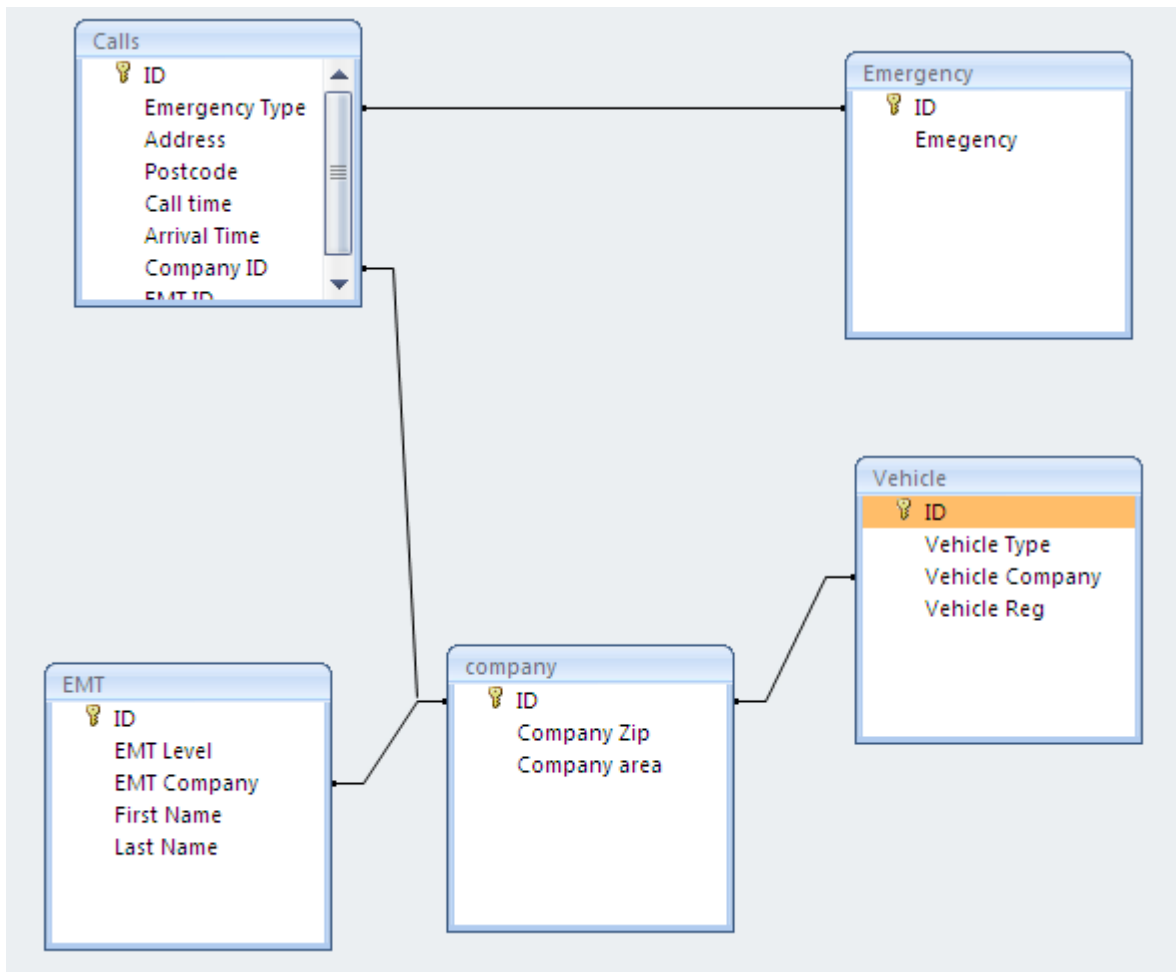 Calls
ID
Emergency Type
Address
Postcode
Call time
Arrival Time
Company ID
EMT ID
Emergency
ID
Emegency
Vehicle
ID
Vehicle Type
Vehicle Company
Vehicle Reg
company
ID
Company Zip
Company area
EMT
ID
EMT Level
EMT Company
First Name
Last Name